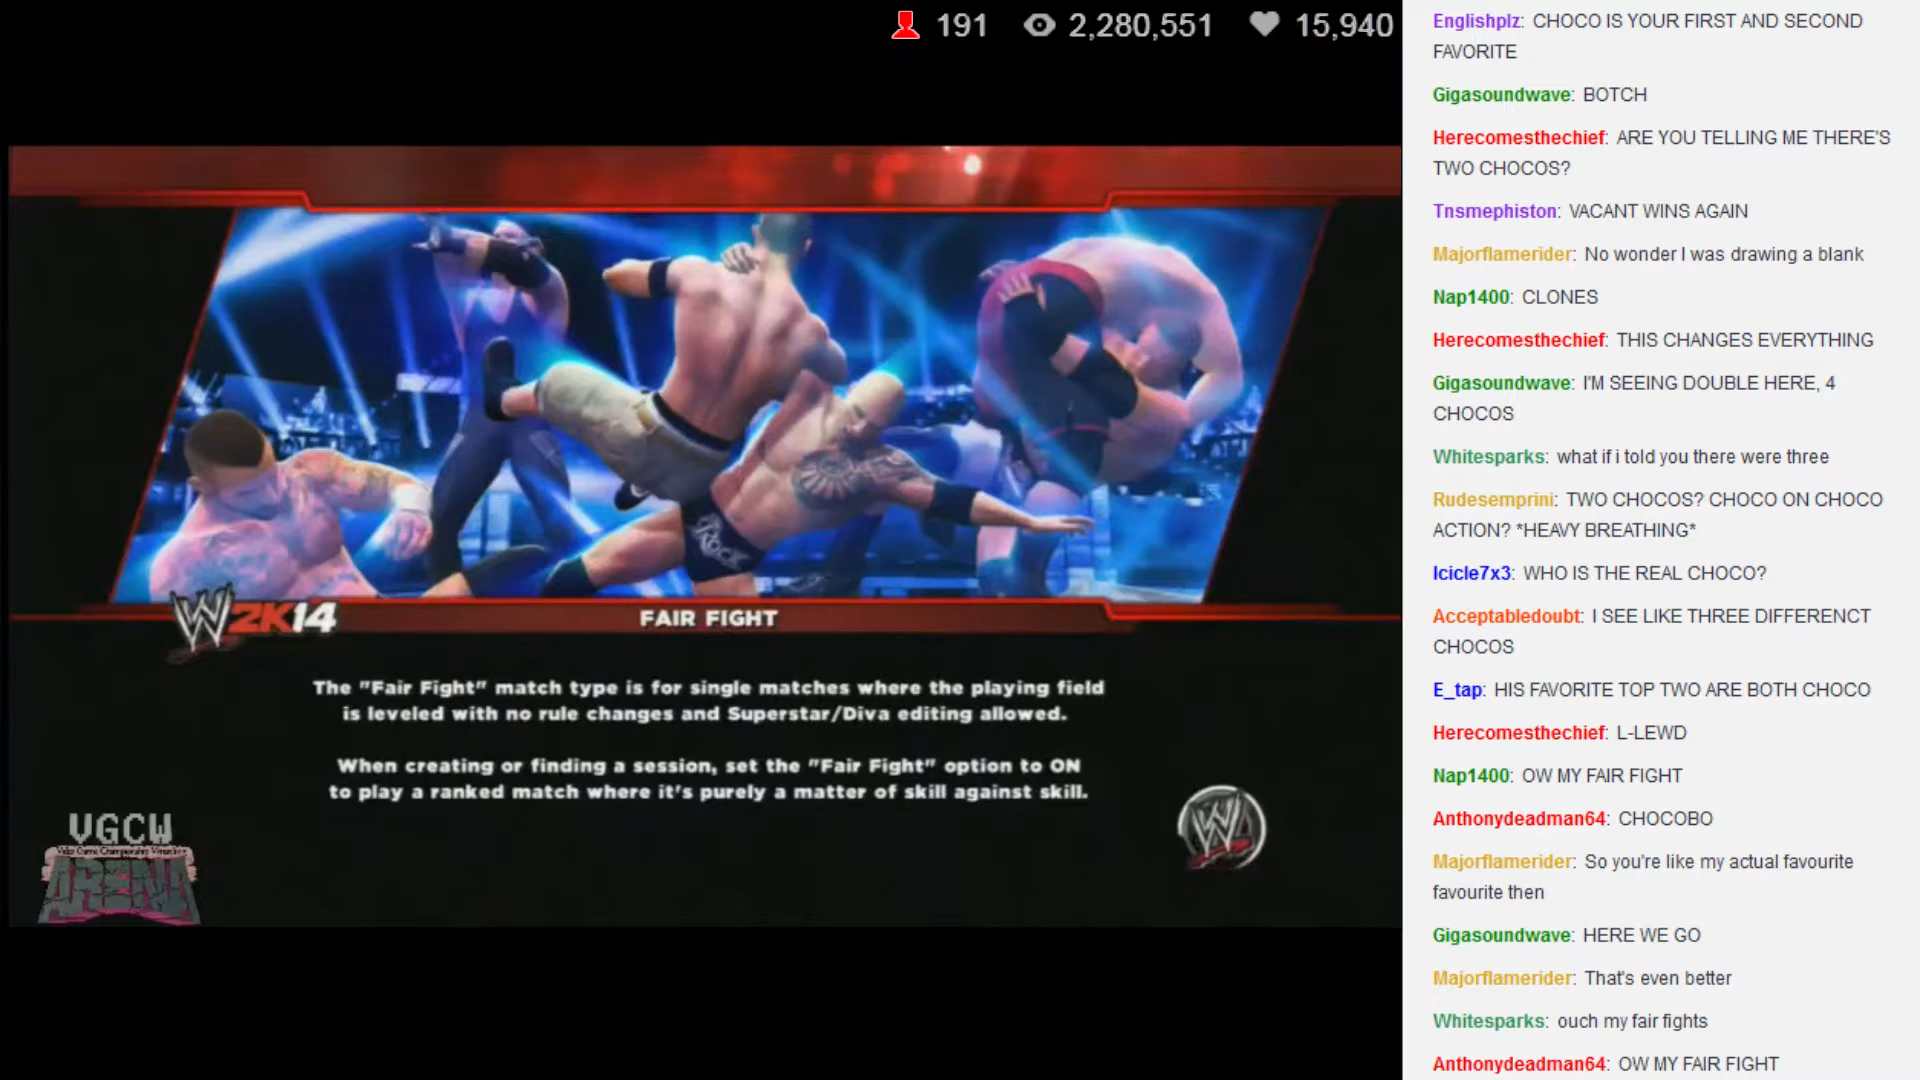 191 2,280,551 15,940
Englishplz: CHOCO IS YOUR FIRST AND SECOND
FAVORITE
Gigasoundwave: BOTCH
Herecomesthechief: ARE YOU TELLING ME THERE'S
TWO CHOCOS?
Tnsmephiston: VACANT WINS AGAIN
Majorflamerider: No wonder I was drawing a blank
Nap1400: CLONES
Herecomesthechief: THIS CHANGES EVERYTHING
Gigasoundwave: I'M SEEING DOUBLE HERE, 4
CHOCOS
Whitesparks: what if i told you there were three
Rudesemprini: TWO CHOCOS? CHOCO ON CHOCO
ACTION? *HEAVY BREATHING*
Icicle7x3: WHO IS THE REAL CHOCO?
Acceptabledoubt: I SEE LIKE THREE DIFFERENCT
CHOCOS
E_tap: HIS FAVORITE TOP TWO ARE BOTH CHOCO
Herecomesthechief: L-LEWD
Nap1400: OW MY FAIR FIGHT
Anthonydeadman64: CHOCOBO
Majorflamerider: So you're like my actual favourite
favourite then
Gigasoundwave: HERE WE GO
Majorflamerider: That's even better
Whitesparks: ouch my fair fights
Anthonydeadman64: OW MY FAIR FIGHT
ROCK
W2K14
FAIR FIGHT
The "Fair Fight" match type is for single matches where the playing field
is leveled with no rule changes and Superstar/Diva editing allowed.
When creating or finding a session, set the "Fair Fight" option to ON
to play a ranked match where it's purely a matter of skill against skill.
VGCW
Video Game Championship Wrestling
ARENA
W